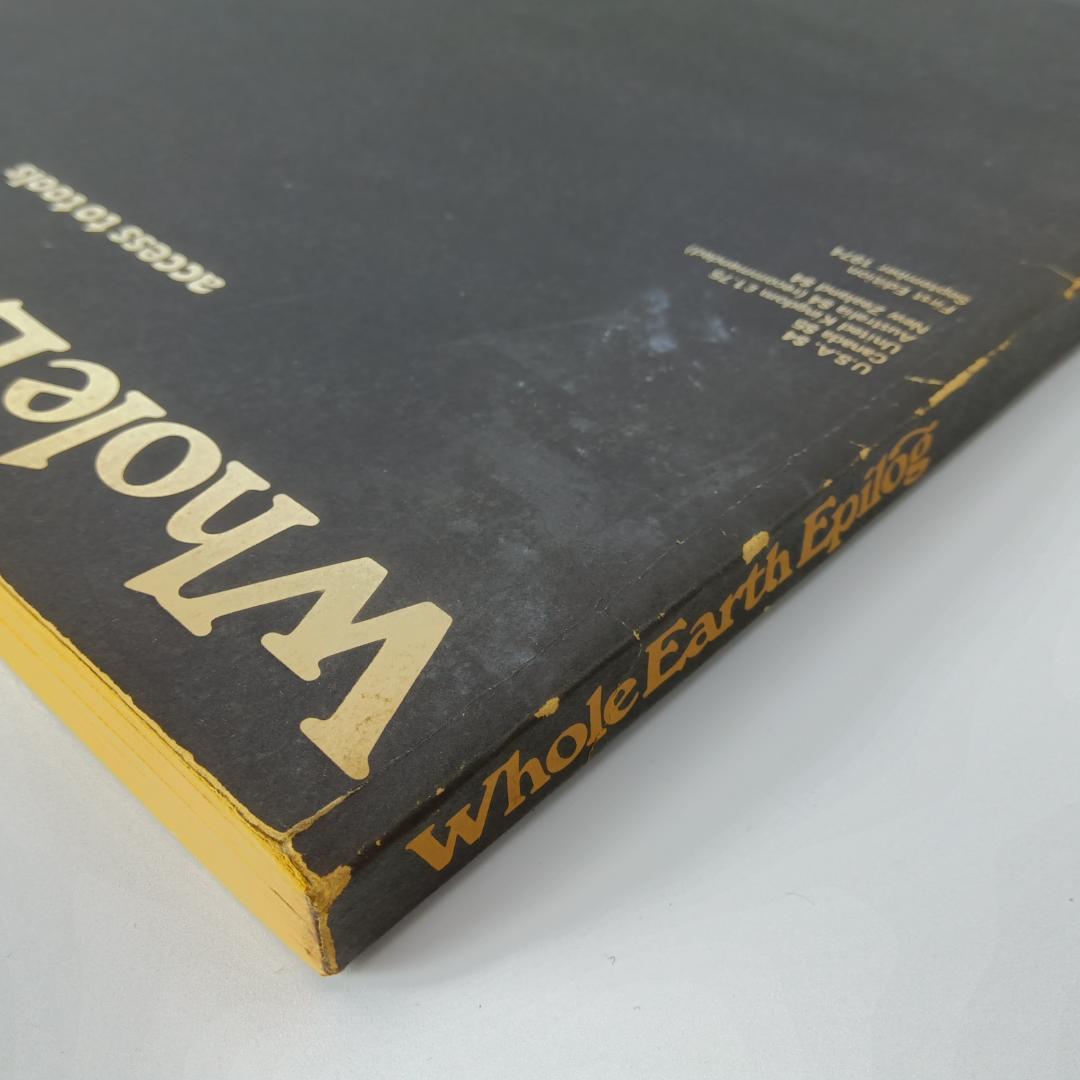 Whole E
access to tools
U.S.A. $4
Canada $5
United Kingdom £1.75
Australia $4 (recommended)
New Zealand $4
First Edition
September 1974
Whole Earth Epilog